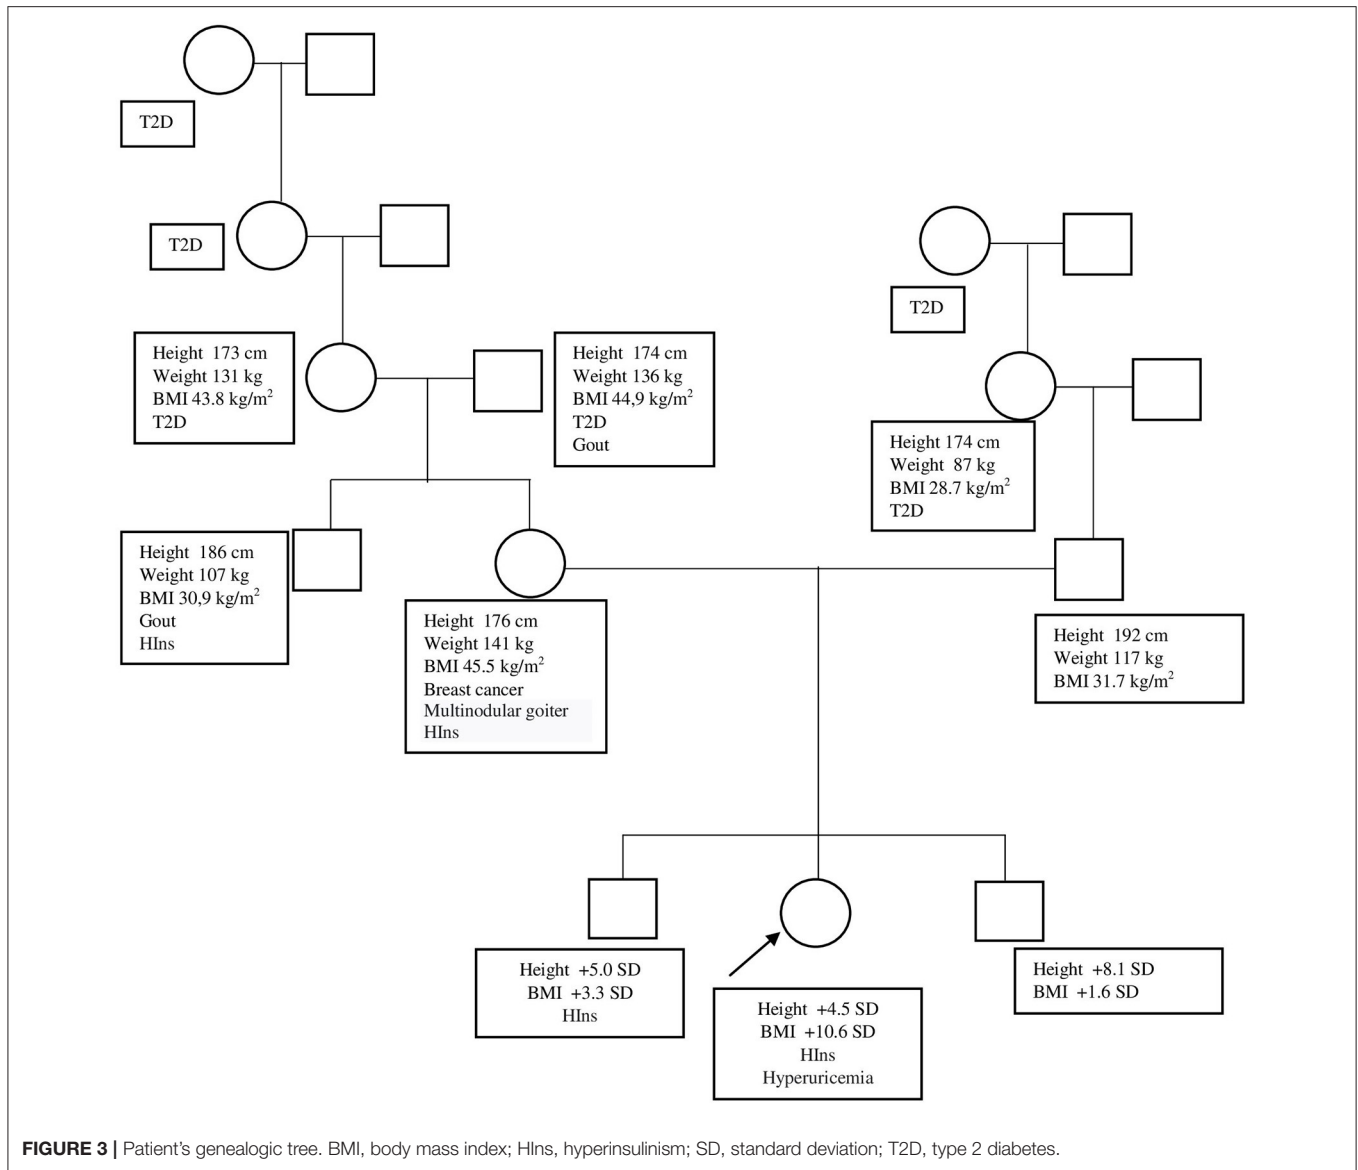 T2D
T2D
T2D
Height 173 cm
Weight 131 kg
BMI 43.8 kg/m²
T2D
Height 174 cm
Weight 136 kg
BMI 44,9 kg/m²
T2D
Gout
Height 174 cm
Weight 87 kg
BMI 28.7 kg/m²
T2D
Height 186 cm
Weight 107 kg
BMI 30,9 kg/m²
Gout
HIns
Height 176 cm
Weight 141 kg
BMI 45.5 kg/m²
Breast cancer
Multinodular goiter
HIns
Height 192 cm
Weight 117 kg
BMI 31.7 kg/m²
Height +5.0 SD
BMI +3.3 SD
HIns
Height +4.5 SD
BMI +10.6 SD
HIns
Hyperuricemia
Height +8.1 SD
BMI +1.6 SD
FIGURE 3 | Patient's genealogic tree. BMI, body mass index; HIns, hyperinsulinism; SD, standard deviation; T2D, type 2 diabetes.